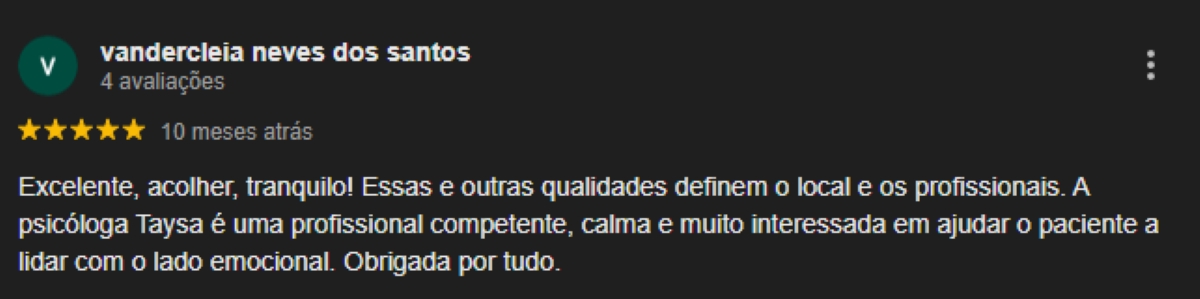 V
vandercleia neves dos santos
4 avaliações
10 meses atrás
Excelente, acolher, tranquilo! Essas e outras qualidades definem o local e os profissionais. A
psicóloga Taysa é uma profissional competente, calma e muito interessada em ajudar o paciente a
lidar com o lado emocional. Obrigada por tudo.